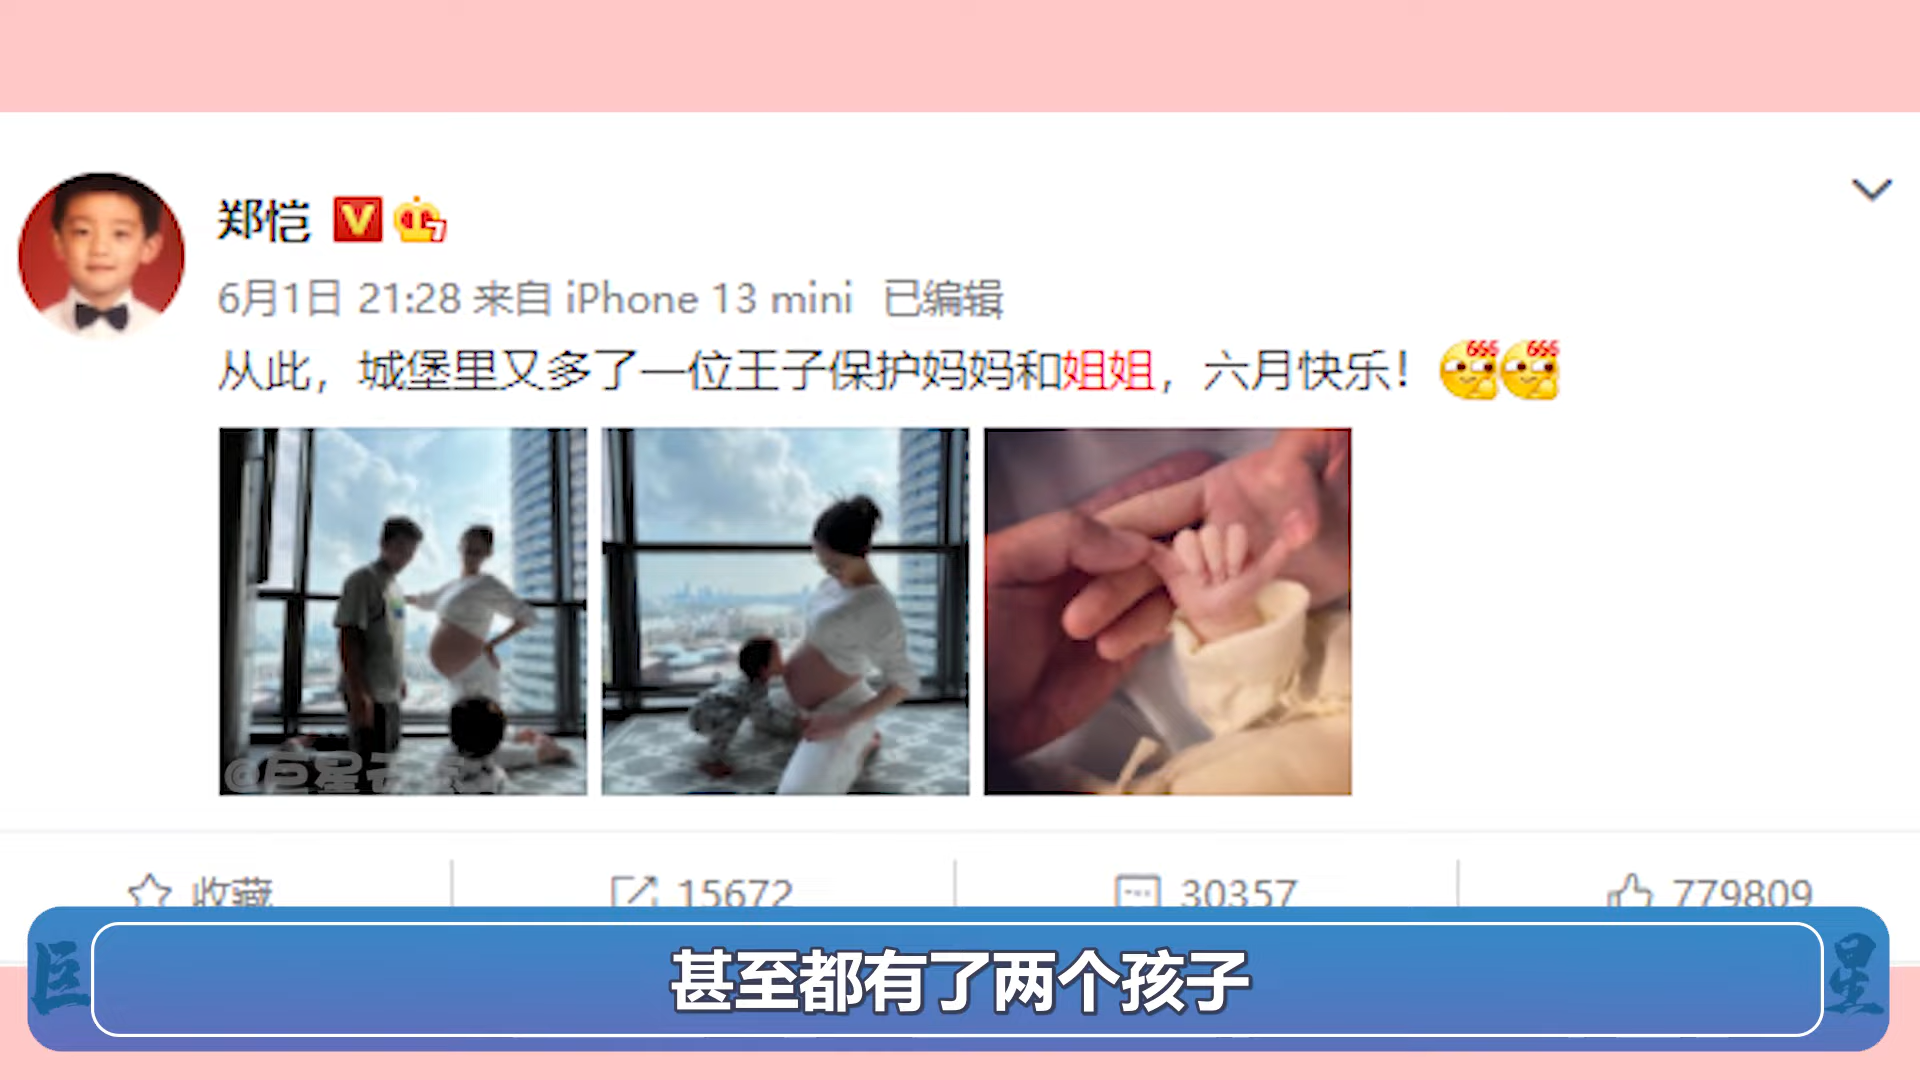 郑恺
6月1日 21:28 来自 iPhone 13 mini 已编辑
从此，城堡里又多了一位王子保护妈妈和姐姐，六月快乐！
收藏 15672 30357 779809
巨 甚至都有了两个孩子 星